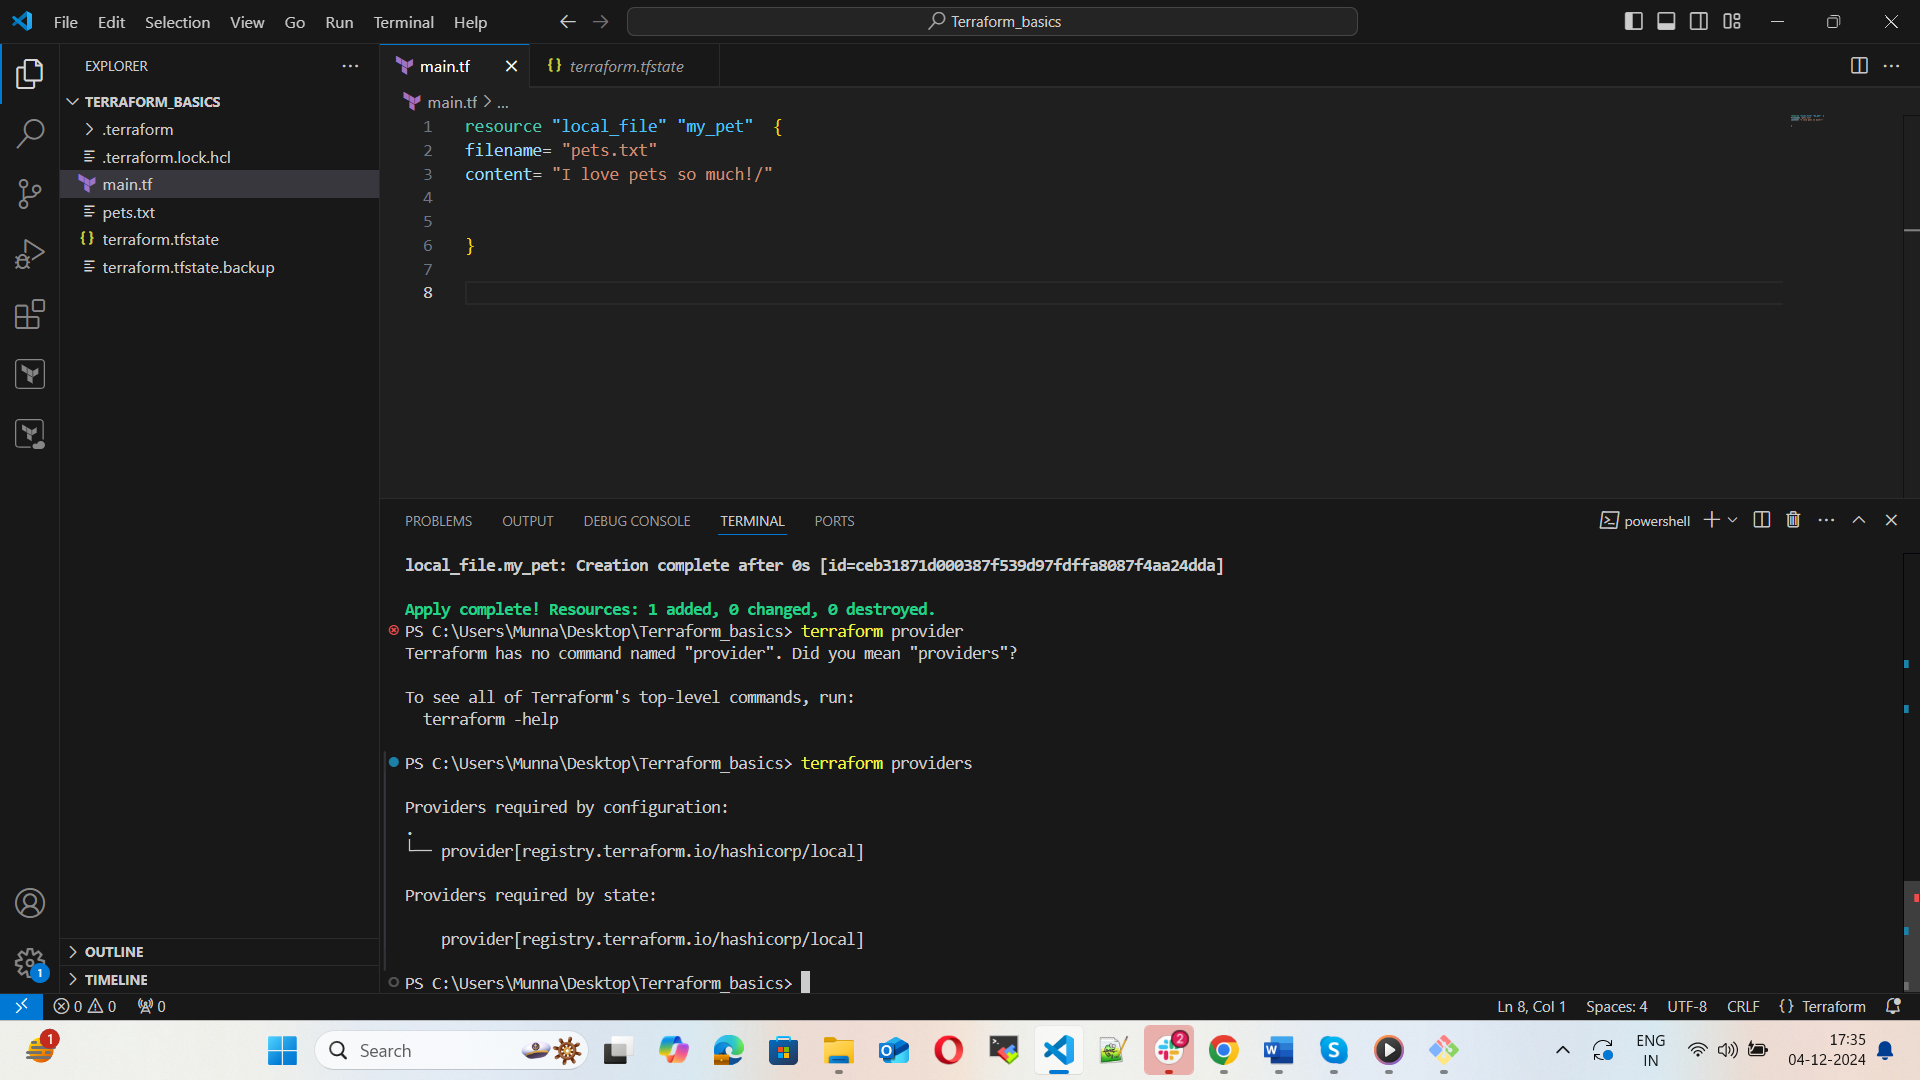 File Edit Selection View Go Run Terminal Help
Terraform_basics
EXPLORER
TERRAFORM_BASICS
.terraform
.terraform.lock.hcl
main.tf
pets.txt
terraform.tfstate
terraform.tfstate.backup
OUTLINE
TIMELINE
main.tf
terraform.tfstate
main.tf > ...
1 resource "local_file" "my_pet" {
2 filename= "pets.txt"
3 content= "I love pets so much!/"
4
5
6 }
7
8
PROBLEMS OUTPUT DEBUG CONSOLE TERMINAL PORTS
powershell
local_file.my_pet: Creation complete after 0s [id=ceb31871d000387f539d97fdffa8087f4aa24dda]
Apply complete! Resources: 1 added, 0 changed, 0 destroyed.
PS C:\Users\Munna\Desktop\Terraform_basics> terraform provider
Terraform has no command named "provider". Did you mean "providers"?
To see all of Terraform's top-level commands, run:
terraform -help
PS C:\Users\Munna\Desktop\Terraform_basics> terraform providers
Providers required by configuration:
.
└── provider[registry.terraform.io/hashicorp/local]
Providers required by state:
provider[registry.terraform.io/hashicorp/local]
PS C:\Users\Munna\Desktop\Terraform_basics>
1
0 0 0
Ln 8, Col 1 Spaces: 4 UTF-8 CRLF {} Terraform
1
Search
2
ENG
IN
17:35
04-12-2024